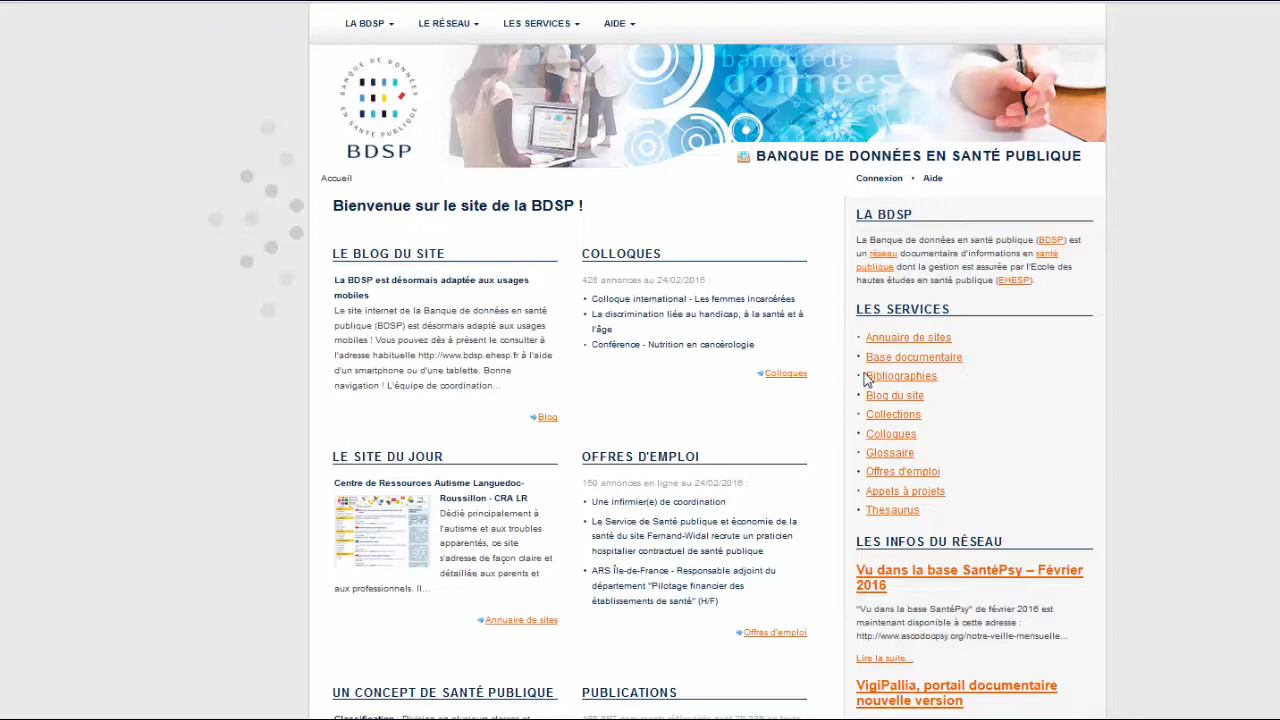 LA BDSP
LE RÉSEAU
LES SERVICES
AIDE
BANQUE DE DONNÉES EN SANTÉ PUBLIQUE
BDSP
banque de
données
BANQUE DE DONNÉES EN SANTÉ PUBLIQUE
Accueil
Connexion • Aide
Bienvenue sur le site de la BDSP !
LE BLOG DU SITE
La BDSP est désormais adaptée aux usages
mobiles
Le site internet de la Banque de données en santé
publique (BDSP) est désormais adapté aux usages
mobiles ! Vous pouvez dès à présent le consulter à
l'adresse habituelle http://www.bdsp.ehesp.fr à l'aide
d'un smartphone ou d'une tablette. Bonne
navigation ! L'équipe de coordination...
Blog
COLLOQUES
428 annonces au 24/02/2016 :
• Colloque international - Les femmes incarcérées
• La discrimination liée au handicap, à la santé et à
l'âge
• Conférence - Nutrition en cancérologie
Colloques
LE SITE DU JOUR
Centre de Ressources Autisme Languedoc-
Roussillon - CRA LR
Dédié principalement à
l'autisme et aux troubles
apparentés, ce site
s'adresse de façon claire et
détaillée aux parents et
aux professionnels. Il...
Annuaire de sites
OFFRES D'EMPLOI
150 annonces en ligne au 24/02/2016 :
• Une infirmier(e) de coordination
• Le Service de Santé publique et économie de la
santé du site Fernand-Widal recrute un praticien
hospitalier contractuel de santé publique
• ARS Île-de-France - Responsable adjoint du
département "Pilotage financier des
établissements de santé" (H/F)
Offres d'emploi
UN CONCEPT DE SANTÉ PUBLIQUE
PUBLICATIONS
LA BDSP
La Banque de données en santé publique (BDSP) est
un réseau documentaire d'informations en santé
publique dont la gestion est assurée par l'Ecole des
hautes études en santé publique (EHESP).
LES SERVICES
• Annuaire de sites
• Base documentaire
• Bibliographies
• Blog du site
• Collections
• Colloques
• Glossaire
• Offres d'emploi
• Appels à projets
• Thesaurus
LES INFOS DU RÉSEAU
Vu dans la base SantéPsy – Février
2016
"Vu dans la base SantéPsy" de février 2016 est
maintenant disponible à cette adresse :
http://www.ascodocpsy.org/notre-veille-mensuelle...
Lire la suite...
VigiPallia, portail documentaire
nouvelle version